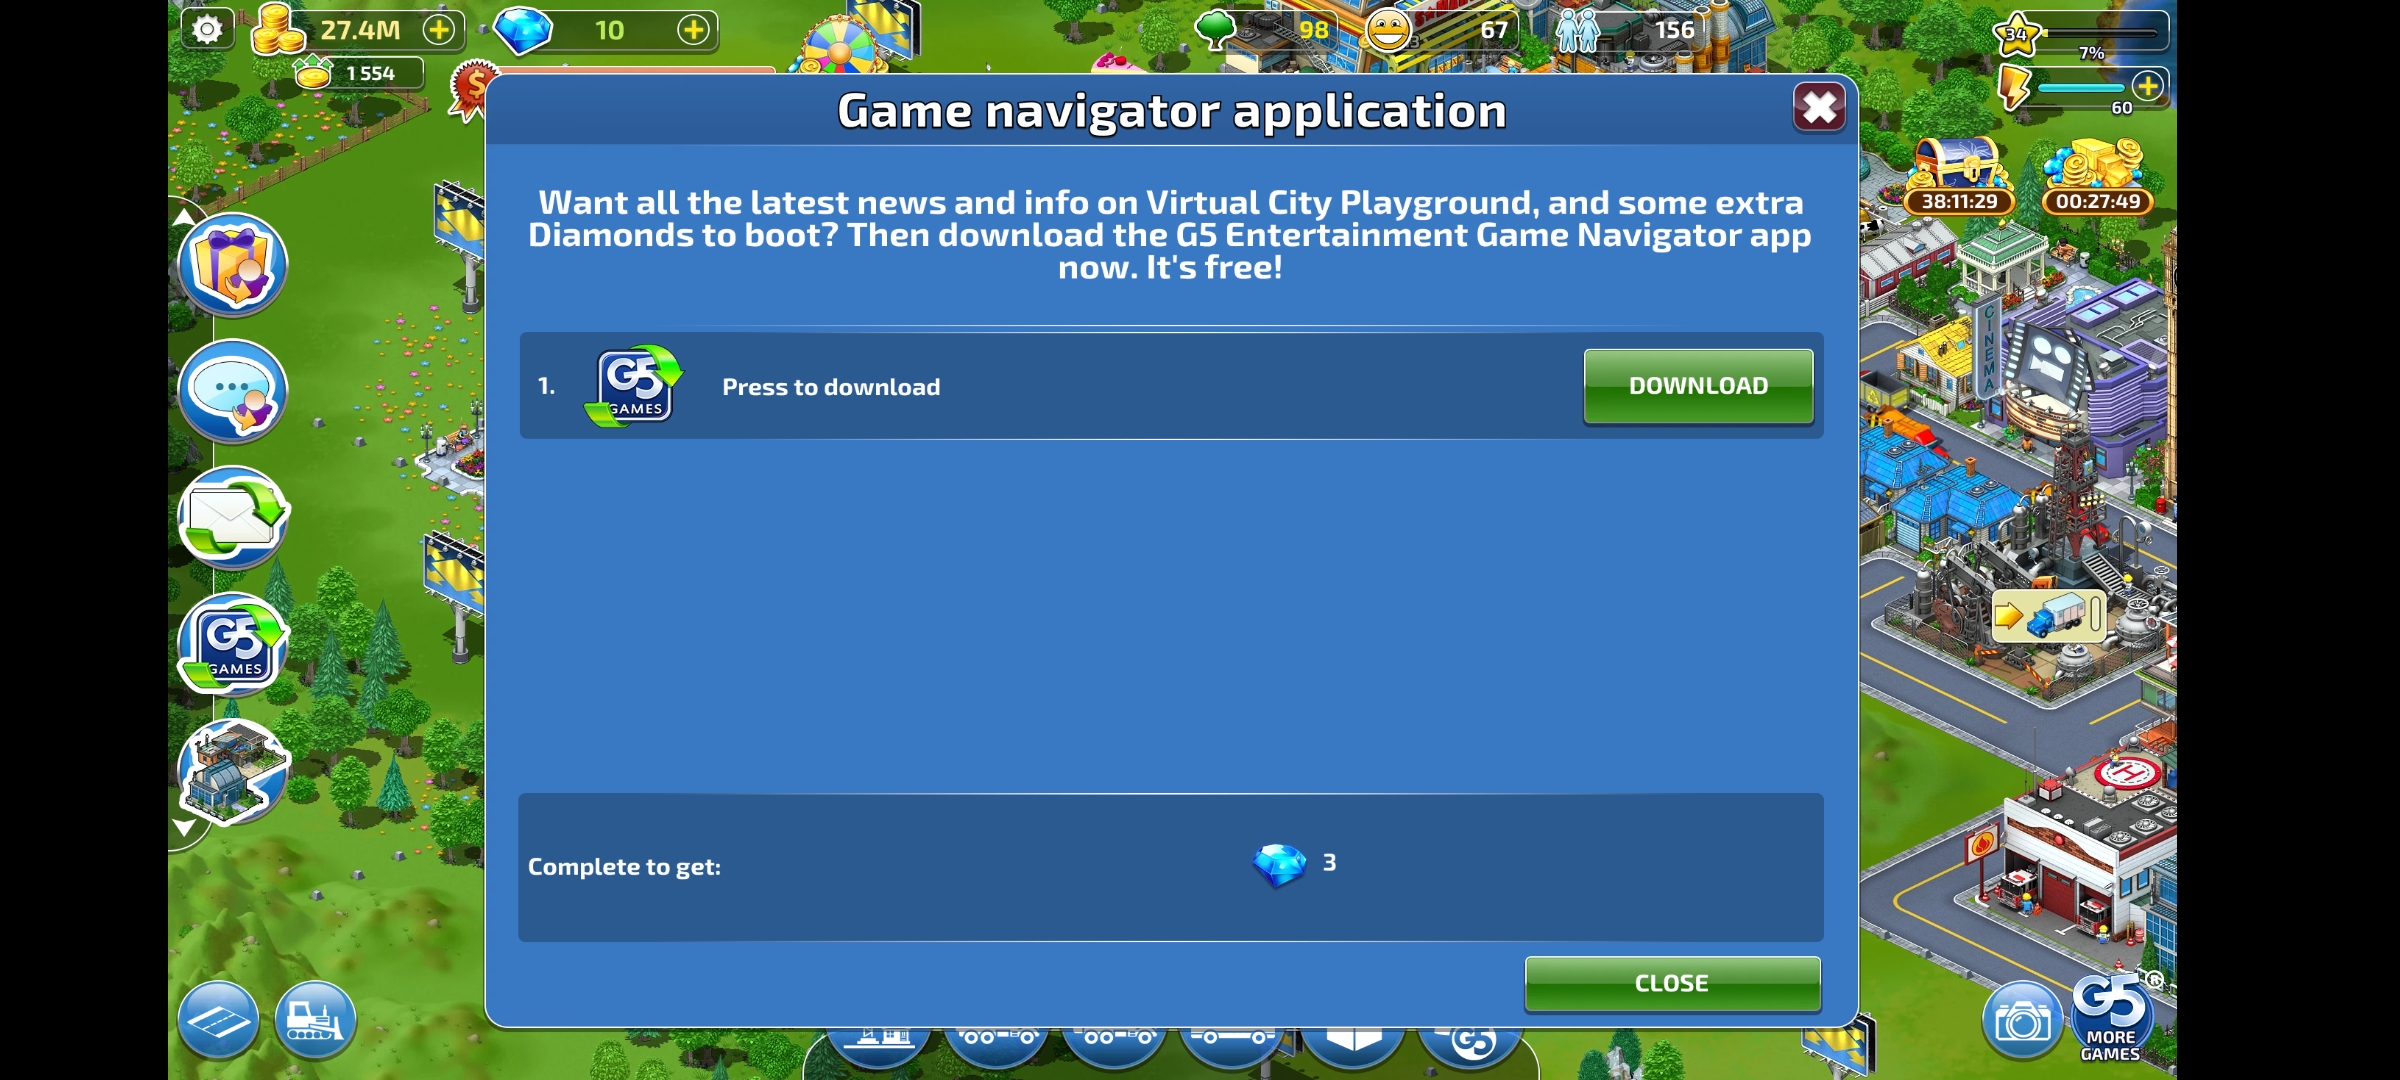 27.4M
10
98
67
156
34
7%
1 554
60
Game navigator application
Want all the latest news and info on Virtual City Playground, and some extra
Diamonds to boot? Then download the G5 Entertainment Game Navigator app
now. It's free!
38:11:29
00:27:49
CINEMA
1.
G5
GAMES
Press to download
DOWNLOAD
G5
GAMES
Complete to get:
3
CLOSE
H
G5
G5®
MORE
GAMES